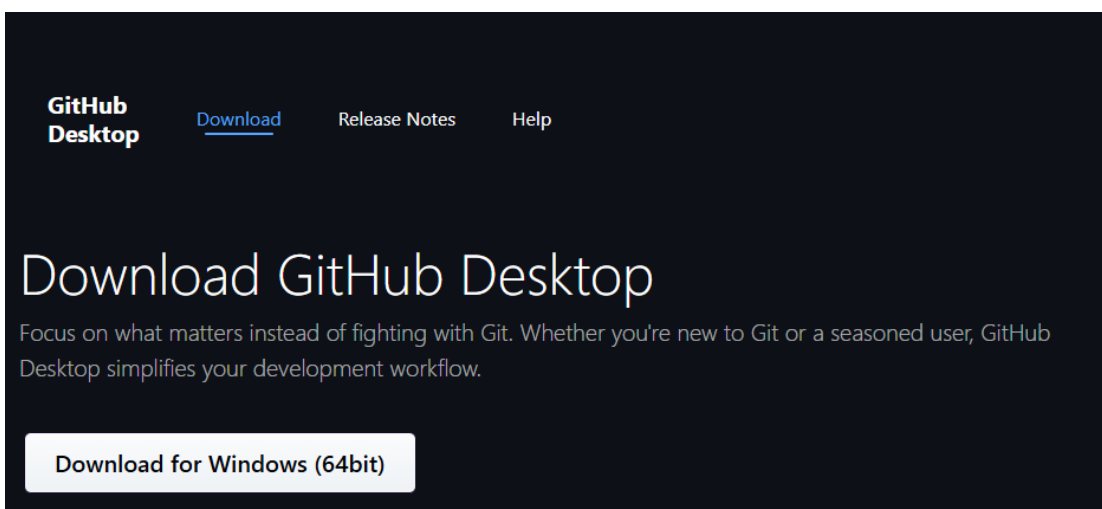 GitHub
Desktop
Download
Release Notes
Help
Download GitHub Desktop
Focus on what matters instead of fighting with Git. Whether you're new to Git or a seasoned user, GitHub
Desktop simplifies your development workflow.
Download for Windows (64bit)